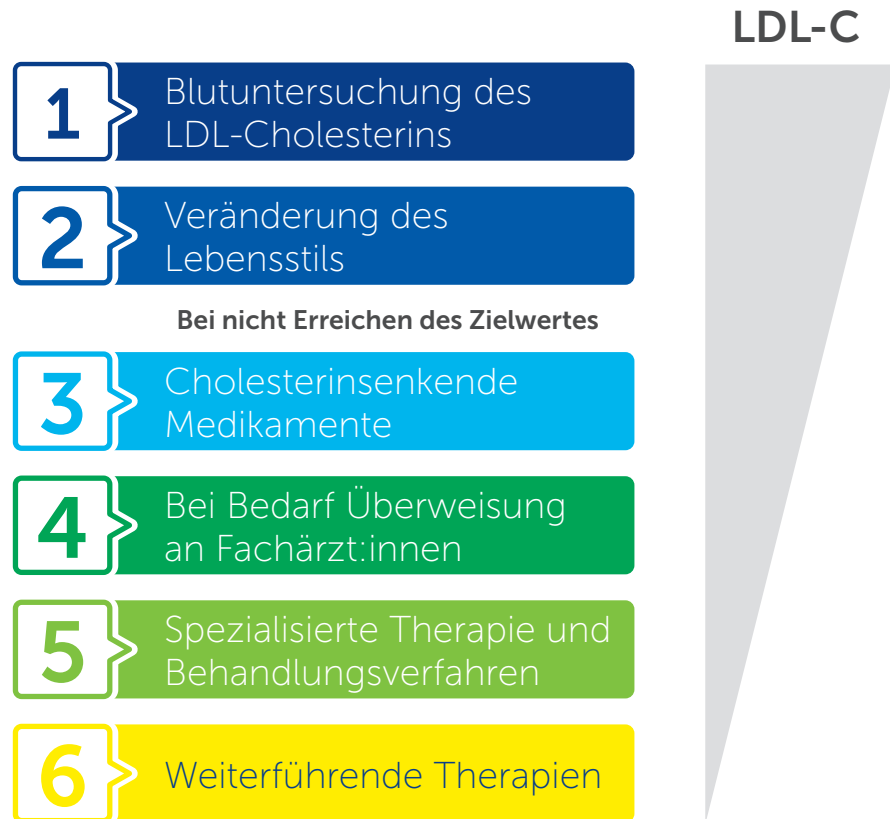 LDL-C
1
Blutuntersuchung des
LDL-Cholesterins
2
Veränderung des
Lebensstils
Bei nicht Erreichen des Zielwertes
3
Cholesterinsenkende
Medikamente
4
Bei Bedarf Überweisung
an Fachärzt:innen
5
Spezialisierte Therapie und
Behandlungsverfahren
6
Weiterführende Therapien